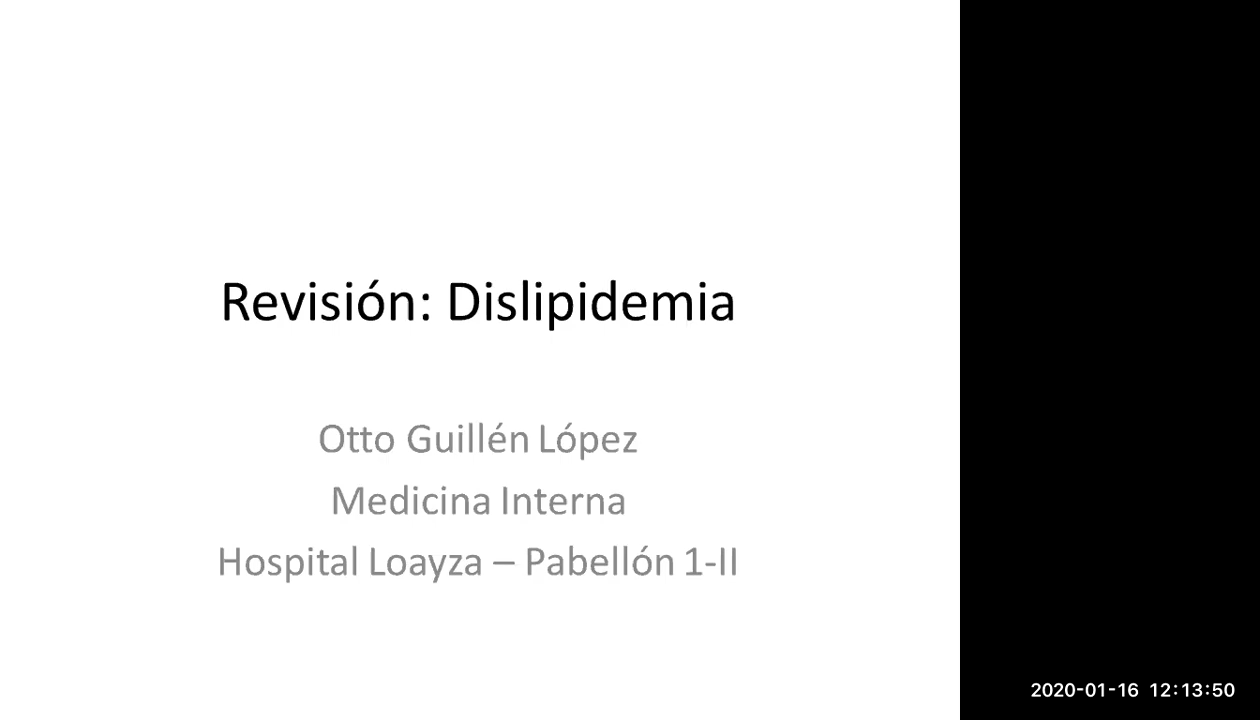 Revisión: Dislipidemia
Otto Guillén López
Medicina Interna
Hospital Loayza – Pabellón 1-II
2020-01-16 12:13:50